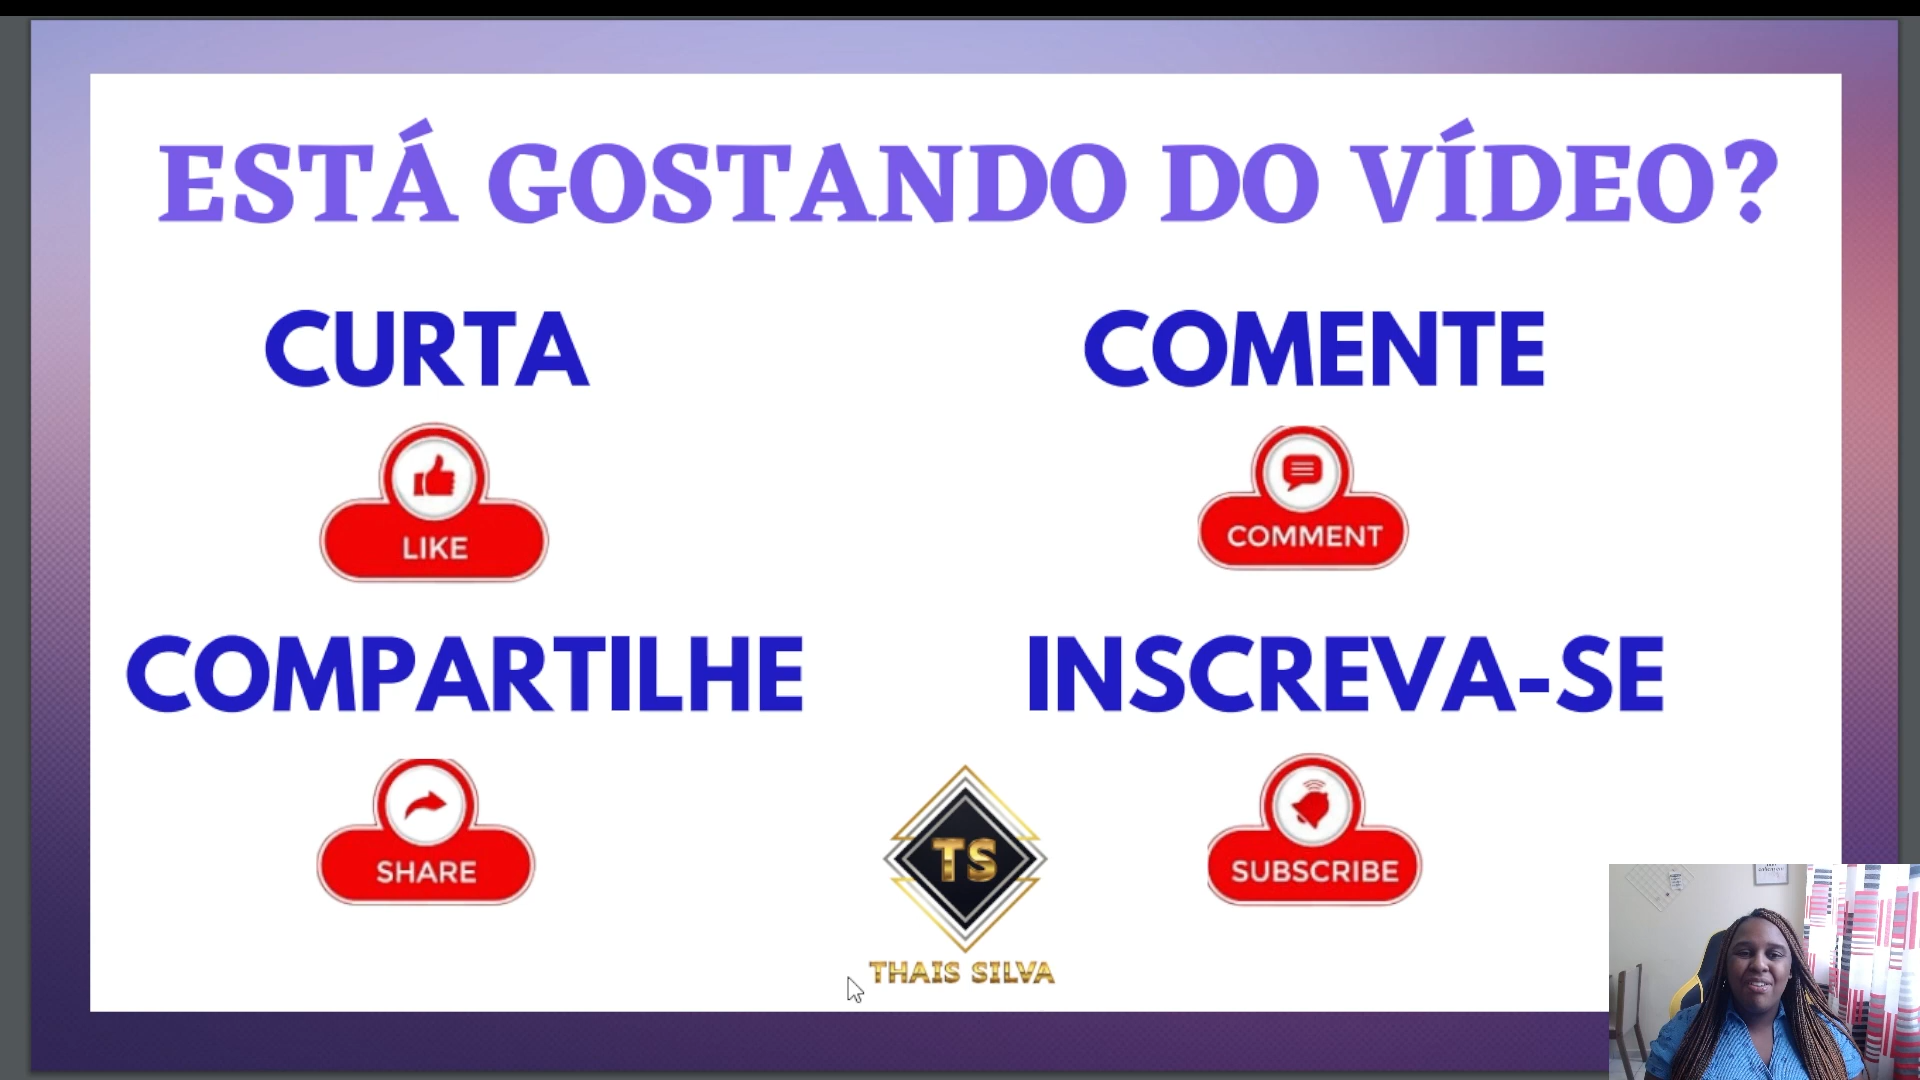 ESTÁ GOSTANDO DO VÍDEO?
CURTA
COMENTE
LIKE
COMMENT
COMPARTILHE
INSCREVA-SE
SHARE
SUBSCRIBE
TS
THAIS SILVA